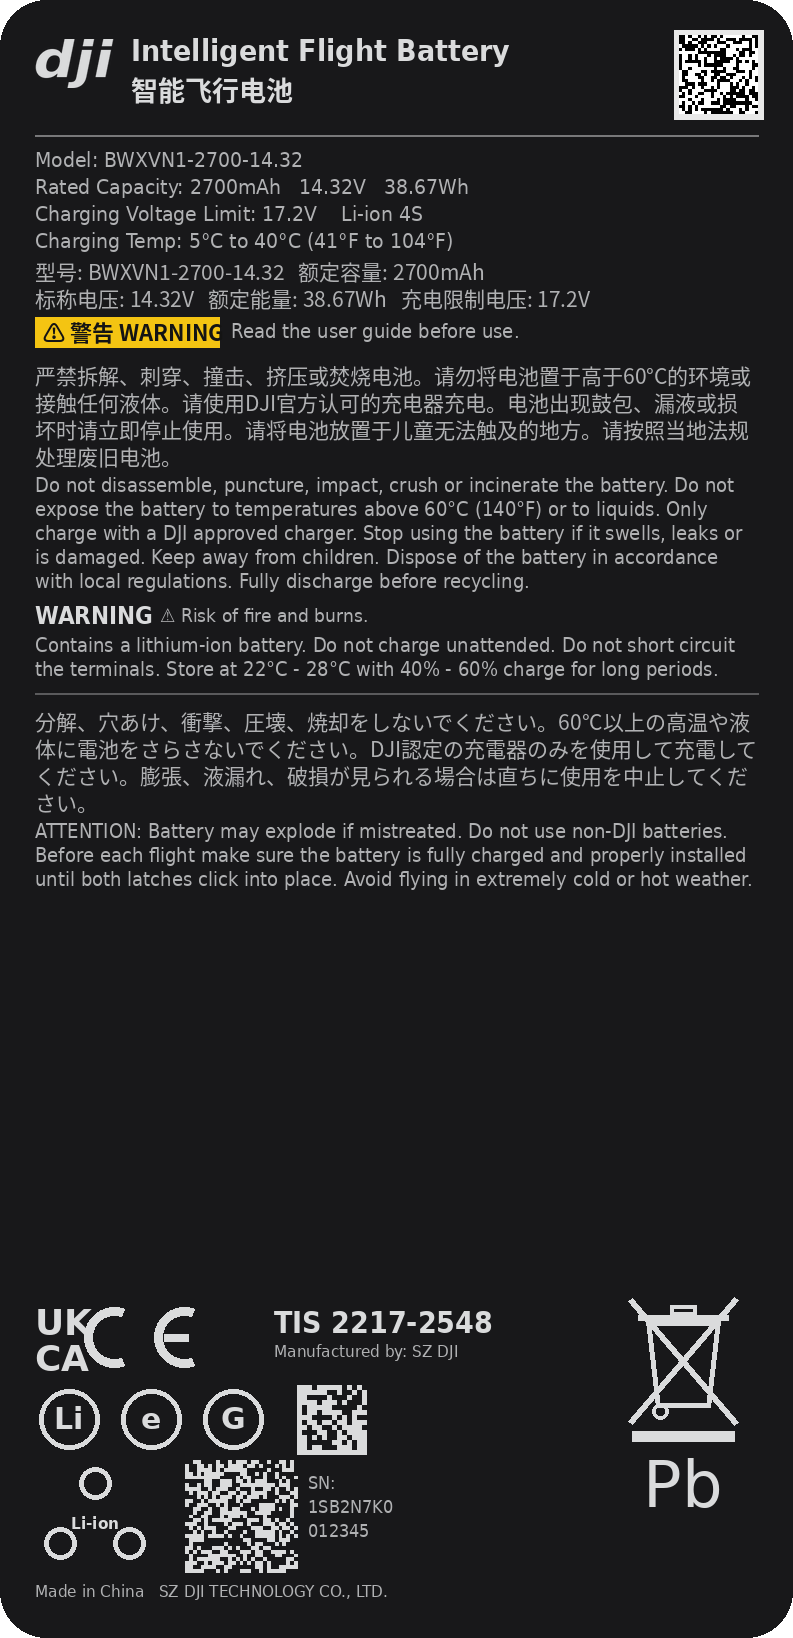 dji Intelligent Flight Battery
智能飞行电池
Model: BWXVN1-2700-14.32
Rated Capacity: 2700mAh 14.32V 38.67Wh
Charging Voltage Limit: 17.2V Li-ion 4S
Charging Temp: 5°C to 40°C (41°F to 104°F)
型号: BWXVN1-2700-14.32 额定容量: 2700mAh
标称电压: 14.32V 额定能量: 38.67Wh 充电限制电压: 17.2V
⚠ 警告 WARNING Read the user guide before use.
严禁拆解、刺穿、撞击、挤压或焚烧电池。请勿将电池置于高于60℃的环境或
接触任何液体。请使用DJI官方认可的充电器充电。电池出现鼓包、漏液或损
坏时请立即停止使用。请将电池放置于儿童无法触及的地方。请按照当地法规
处理废旧电池。
Do not disassemble, puncture, impact, crush or incinerate the battery. Do not
expose the battery to temperatures above 60°C (140°F) or to liquids. Only
charge with a DJI approved charger. Stop using the battery if it swells, leaks or
is damaged. Keep away from children. Dispose of the battery in accordance
with local regulations. Fully discharge before recycling.
WARNING ⚠ Risk of fire and burns.
Contains a lithium-ion battery. Do not charge unattended. Do not short circuit
the terminals. Store at 22°C - 28°C with 40% - 60% charge for long periods.
分解、穴あけ、衝撃、圧壊、焼却をしないでください。60℃以上の高温や液
体に電池をさらさないでください。DJI認定の充電器のみを使用して充電して
ください。膨張、液漏れ、破損が見られる場合は直ちに使用を中止してくだ
さい。
ATTENTION: Battery may explode if mistreated. Do not use non-DJI batteries.
Before each flight make sure the battery is fully charged and properly installed
until both latches click into place. Avoid flying in extremely cold or hot weather.
UK
CA CE
TIS 2217-2548
Manufactured by: SZ DJI
Li e G
Li-ion
SN:
1SB2N7K0
012345
Pb
Made in China SZ DJI TECHNOLOGY CO., LTD.